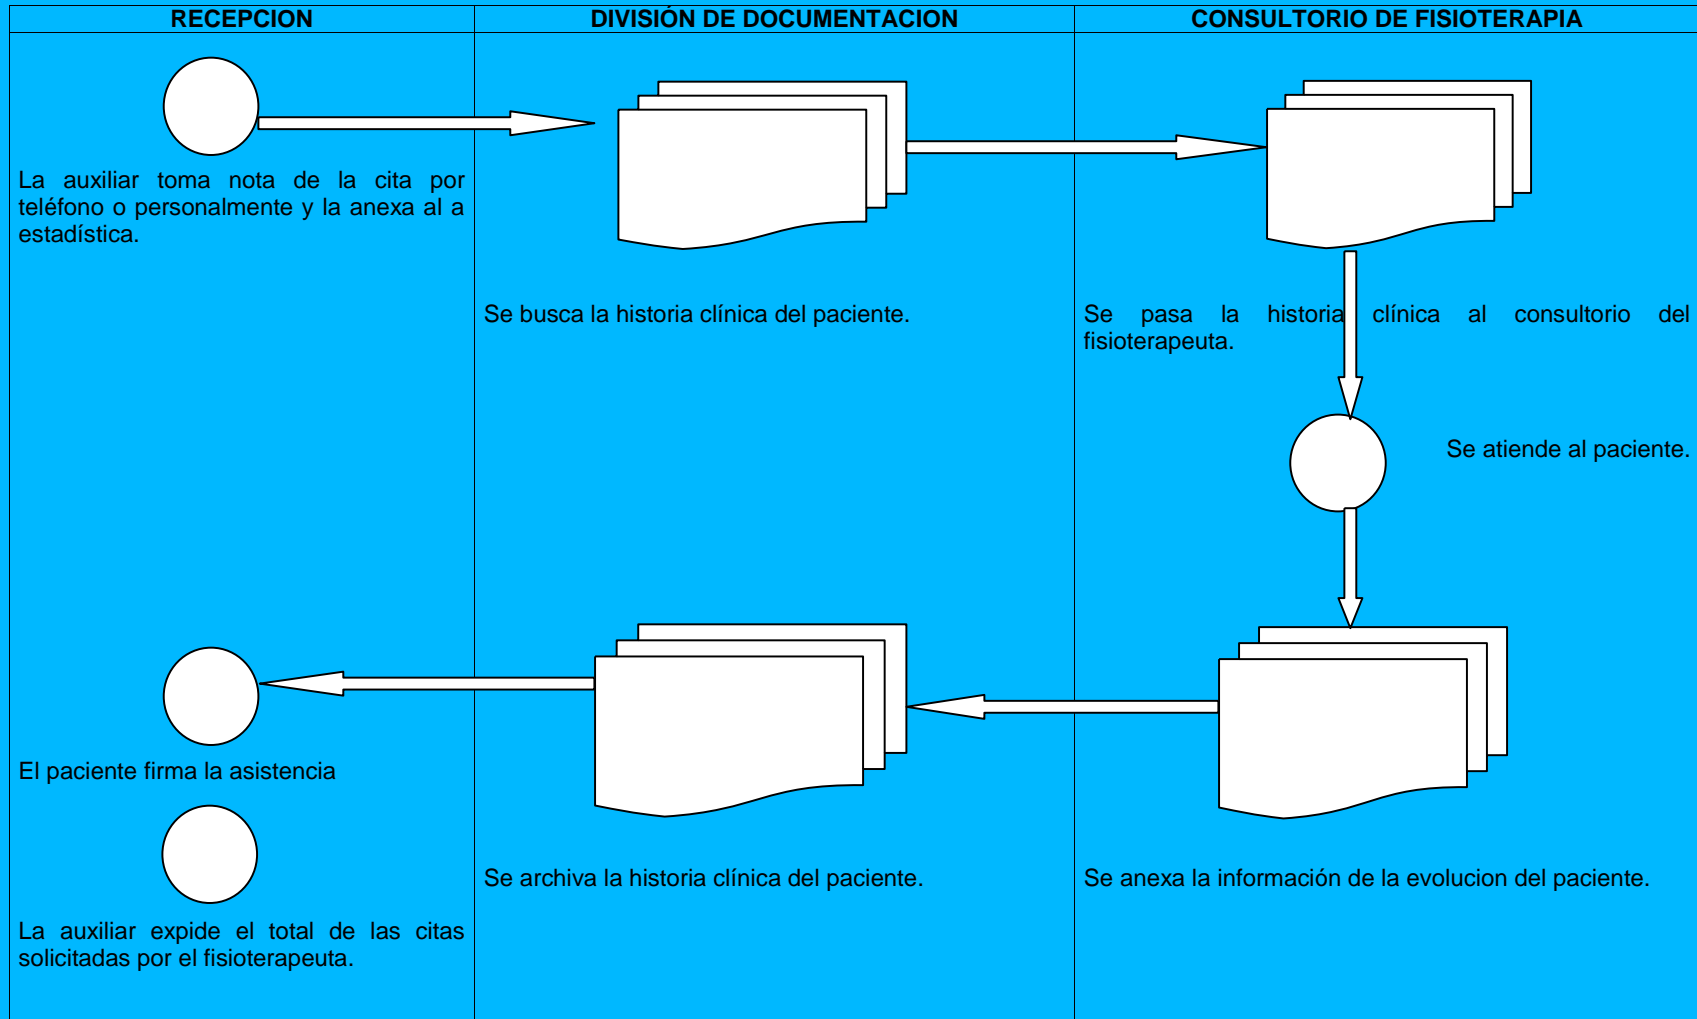 RECEPCION
DIVISIÓN DE DOCUMENTACION
CONSULTORIO DE FISIOTERAPIA
La auxiliar toma nota de la cita por
teléfono o personalmente y la anexa al a
estadística.
Se busca la historia clínica del paciente.
Se pasa la historia clínica al consultorio del
fisioterapeuta.
Se atiende al paciente.
El paciente firma la asistencia
Se archiva la historia clínica del paciente.
Se anexa la información de la evolucion del paciente.
La auxiliar expide el total de las citas
solicitadas por el fisioterapeuta.